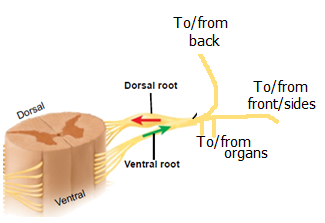 To/from
back
Dorsal root
To/from
front/sides
Dorsal
To/from
organs
Ventral root
Ventral